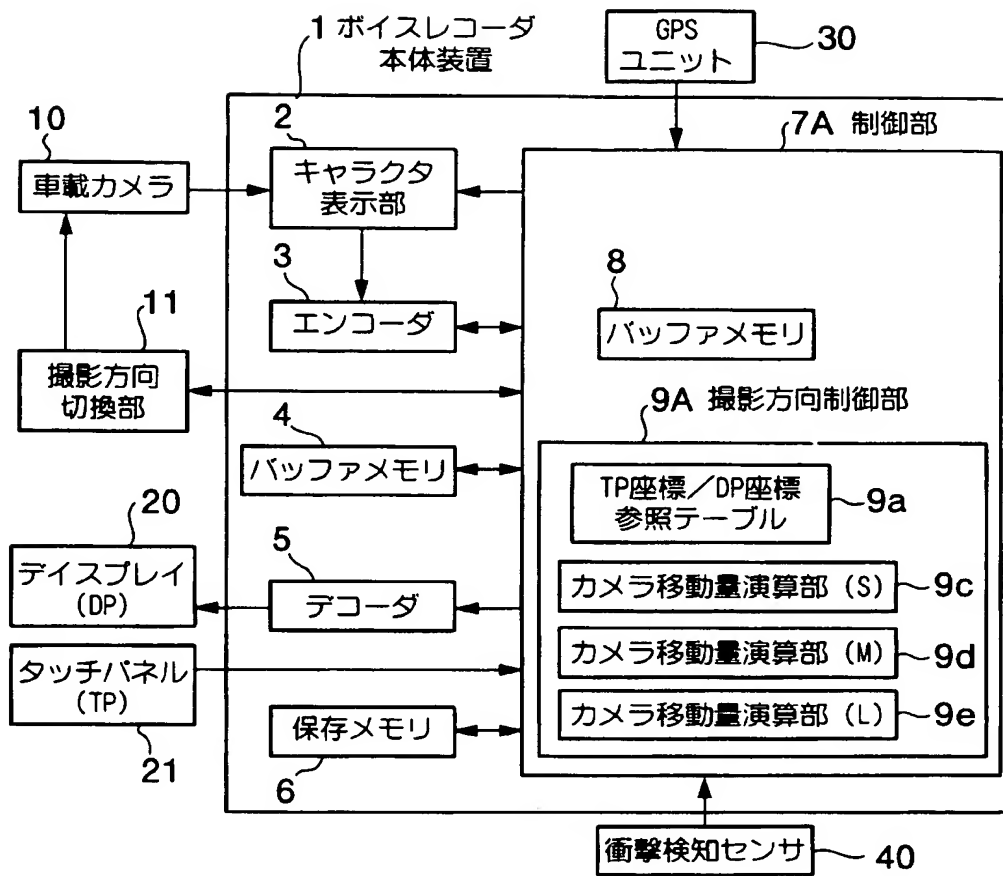 1 ボイスレコーダ
本体装置
GPS
ユニット
30
10
車載カメラ
2
キャラクタ
表示部
7A 制御部
3
エンコーダ
8
バッファメモリ
11
撮影方向
切換部
9A 撮影方向制御部
4
バッファメモリ
TP座標/DP座標
参照テーブル
9a
20
デイスプレイ
(DP)
5
デコーダ
カメラ移動量演算部 (S)
9c
タッチパネル
(TP)
21
カメラ移動量演算部 (M)
9d
保存メモリ
6
カメラ移動量演算部 (L)
9e
衝撃検知センサ
40